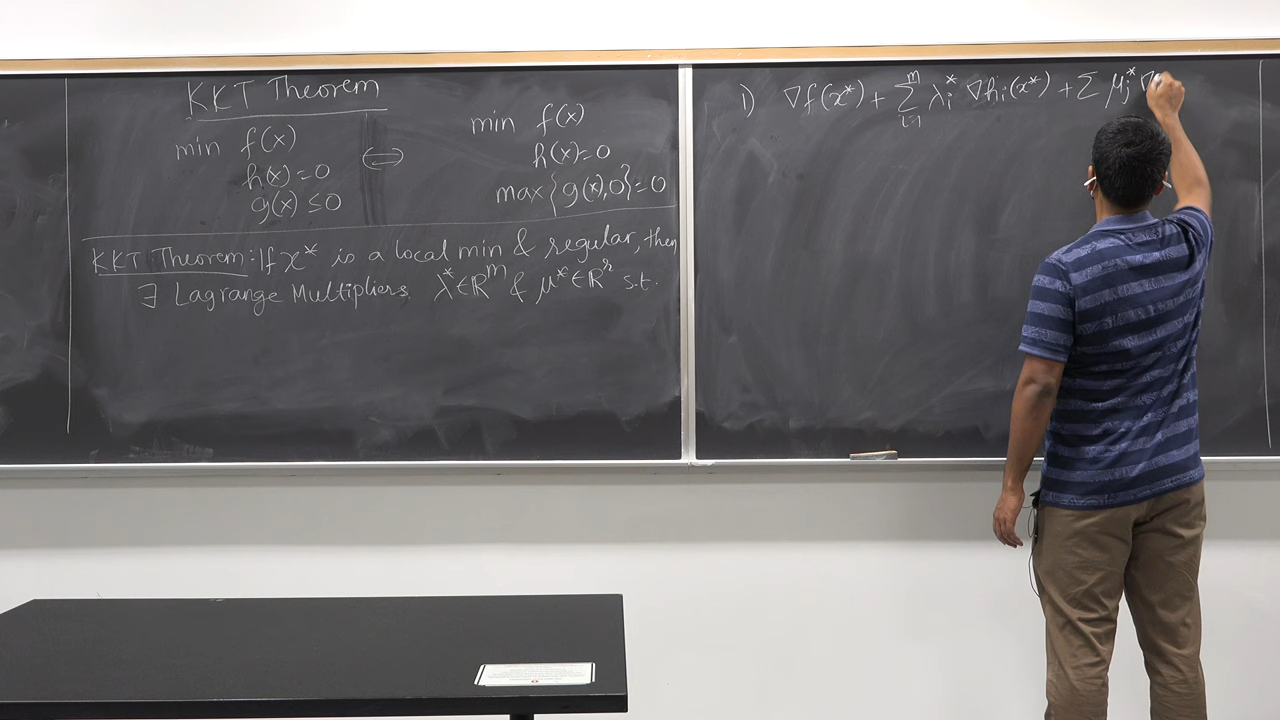 KKT Theorem
min f(x)
h(x)=0
g(x) ≤0
⟺
min f(x)
h(x)=0
max{g(x),0}=0
KKT Theorem: If x* is a local min & regular, then
∃ Lagrange Multipliers λ*∈ℝ^m & μ*∈ℝ^r s.t.
1) ∇f(x*) + ∑_{i=1}^{m} λ_i* ∇h_i(x*) + ∑ μ_j* ∇